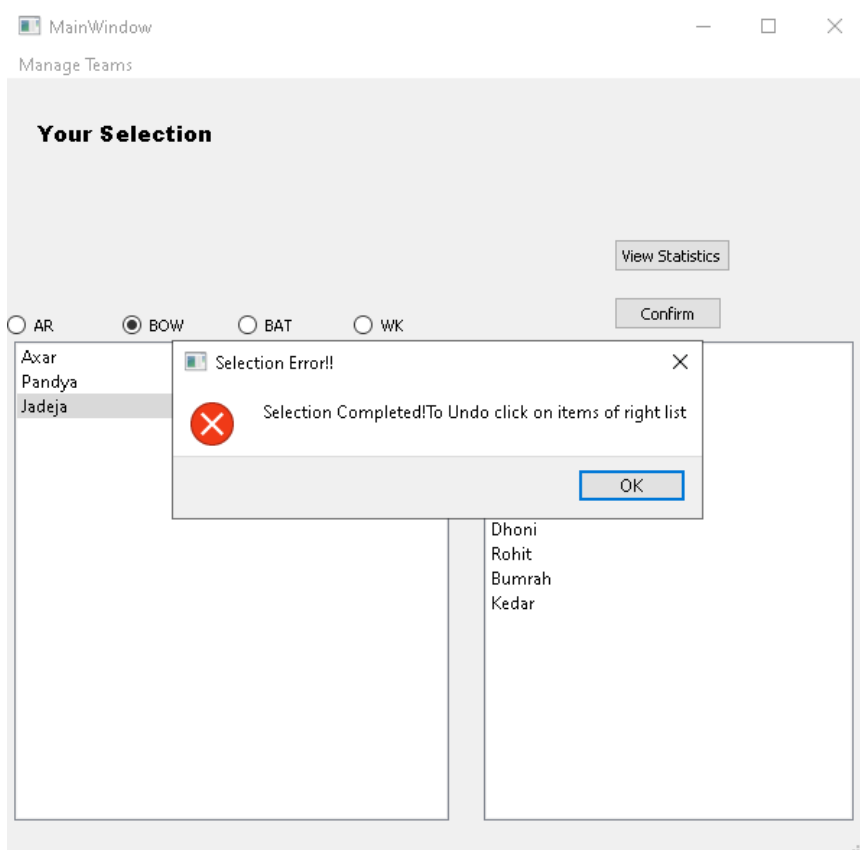 MainWindow
Manage Teams
Your Selection
View Statistics
Confirm
AR BOW BAT WK
Axar
Pandya
Jadeja
Selection Error!!
Selection Completed!To Undo click on items of right list
OK
Dhoni
Rohit
Bumrah
Kedar